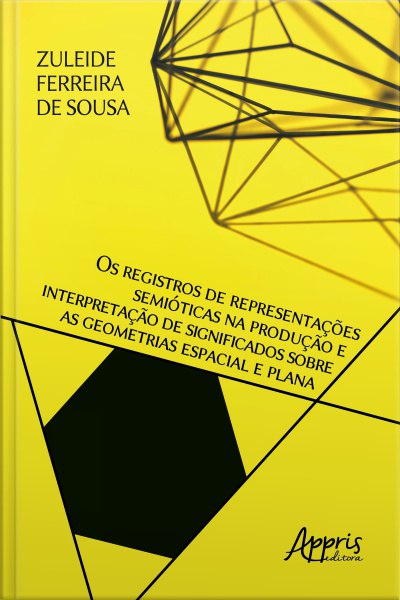 ZULEIDE
FERREIRA
DE SOUSA
OS REGISTROS DE REPRESENTAÇÕES
SEMIÓTICAS NA PRODUÇÃO E
INTERPRETAÇÃO DE SIGNIFICADOS SOBRE
AS GEOMETRIAS ESPACIAL E PLANA
Appris
editora